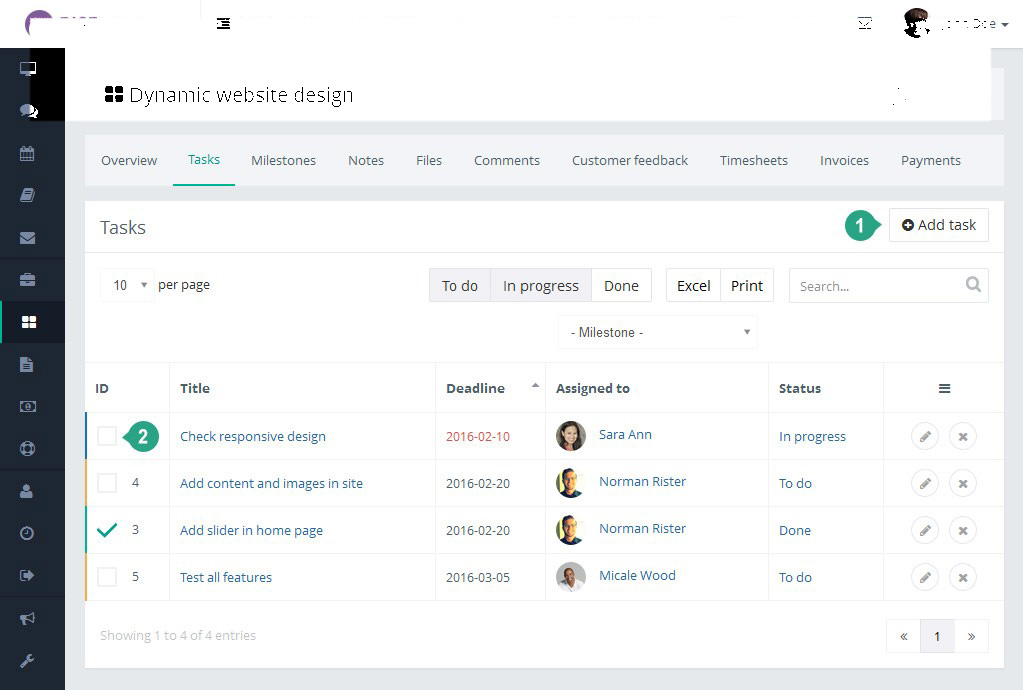 Dynamic website design
Overview Tasks Milestones Notes Files Comments Customer feedback Timesheets Invoices Payments
Tasks 1 Add task
10 per page To do In progress Done Excel Print Search...
- Milestone -
ID Title Deadline Assigned to Status
2 Check responsive design 2016-02-10 Sara Ann In progress
4 Add content and images in site 2016-02-20 Norman Rister To do
3 Add slider in home page 2016-02-20 Norman Rister Done
5 Test all features 2016-03-05 Micale Wood To do
Showing 1 to 4 of 4 entries « 1 »